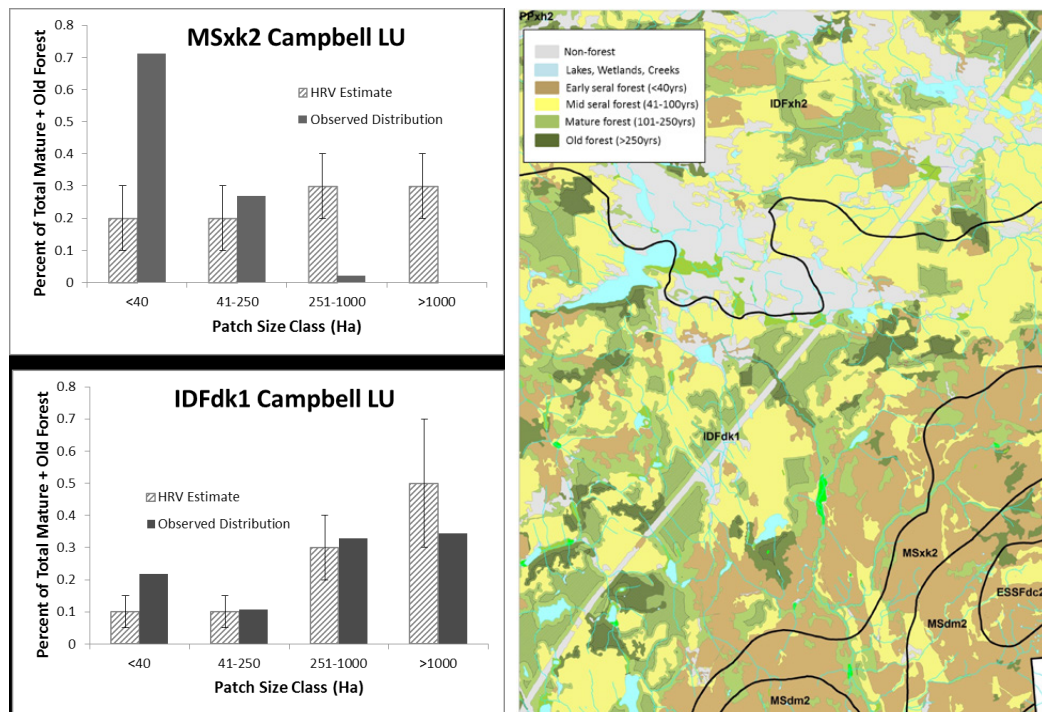 MSxk2 Campbell LU
Percent of Total Mature + Old Forest
0.8
0.7
0.6
0.5
0.4
0.3
0.2
0.1
0
HRV Estimate
Observed Distribution
<40
41-250
251-1000
>1000
Patch Size Class (Ha)
IDFdk1 Campbell LU
Percent of Total Mature + Old Forest
0.8
0.7
0.6
0.5
0.4
0.3
0.2
0.1
0
HRV Estimate
Observed Distribution
<40
41-250
251-1000
>1000
Patch Size Class (Ha)
PPxh2
Non-forest
Lakes, Wetlands, Creeks
Early seral forest (<40yrs)
Mid seral forest (41-100yrs)
Mature forest (101-250yrs)
Old forest (>250yrs)
IDFxh2
IDFdk1
MSxk2
ESSFdc2
MSdm2
MSdm2